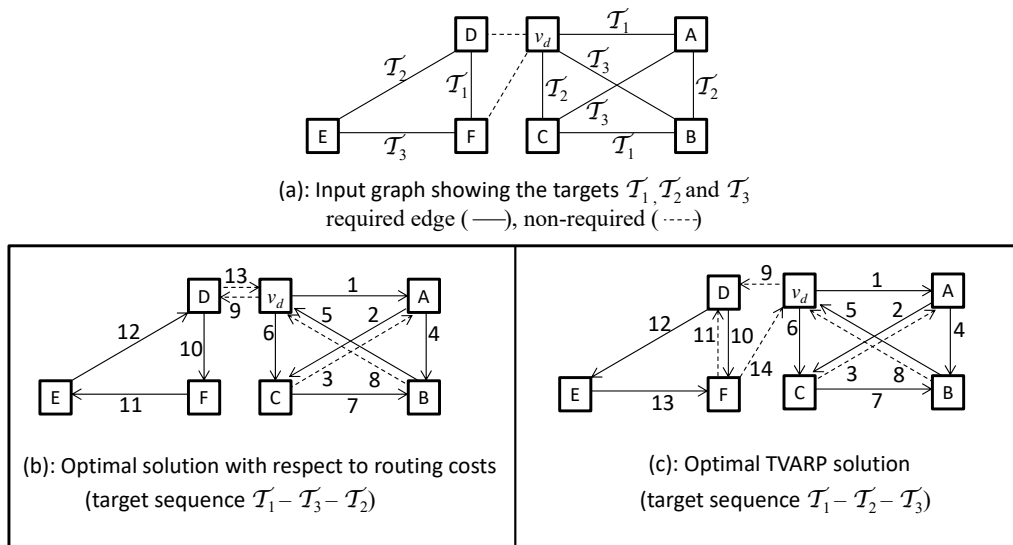 𝒯₁
D
v_d
A
𝒯₂
𝒯₁
𝒯₃
𝒯₂
𝒯₂
E
𝒯₃
F
C
𝒯₃
𝒯₁
B
(a): Input graph showing the targets 𝒯₁, 𝒯₂ and 𝒯₃
required edge ( — ), non-required ( ----- )
13
D
v_d
1
A
9
12
10
6
2
5
4
3
8
E
11
F
C
7
B
(b): Optimal solution with respect to routing costs
(target sequence 𝒯₁ – 𝒯₃ – 𝒯₂)
9
D
v_d
1
A
12
11
10
6
2
5
4
14
3
8
E
13
F
C
7
B
(c): Optimal TVARP solution
(target sequence 𝒯₁ – 𝒯₂ – 𝒯₃)